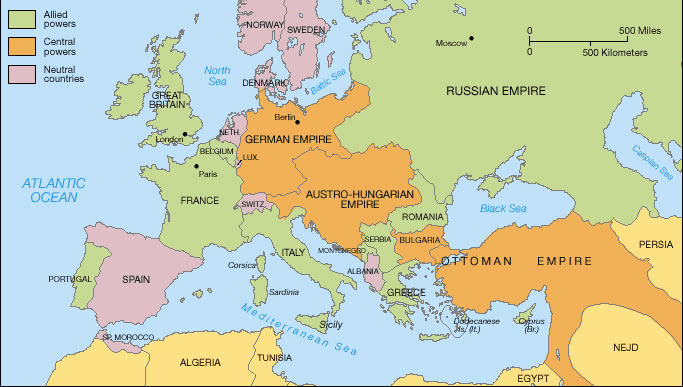 Allied
powers
Central
powers
Neutral
countries
NORWAY
SWEDEN
0 500 Miles
0 500 Kilometers
Moscow
North
Sea
DENMARK
Baltic Sea
RUSSIAN EMPIRE
GREAT
BRITAIN
London
NETH.
Berlin
GERMAN EMPIRE
BELGIUM
LUX.
Paris
ATLANTIC
OCEAN
FRANCE
SWITZ.
AUSTRO-HUNGARIAN
EMPIRE
Caspian Sea
Black Sea
ROMANIA
SERBIA
BULGARIA
MONTENEGRO
ITALY
ALBANIA
GREECE
OTTOMAN EMPIRE
PERSIA
Corsica
Sardinia
Sicily
PORTUGAL
SPAIN
Mediterranean Sea
Dodecanese
Is. (It.)
Cyprus
(Br.)
SP. MOROCCO
ALGERIA
TUNISIA
EGYPT
NEJD